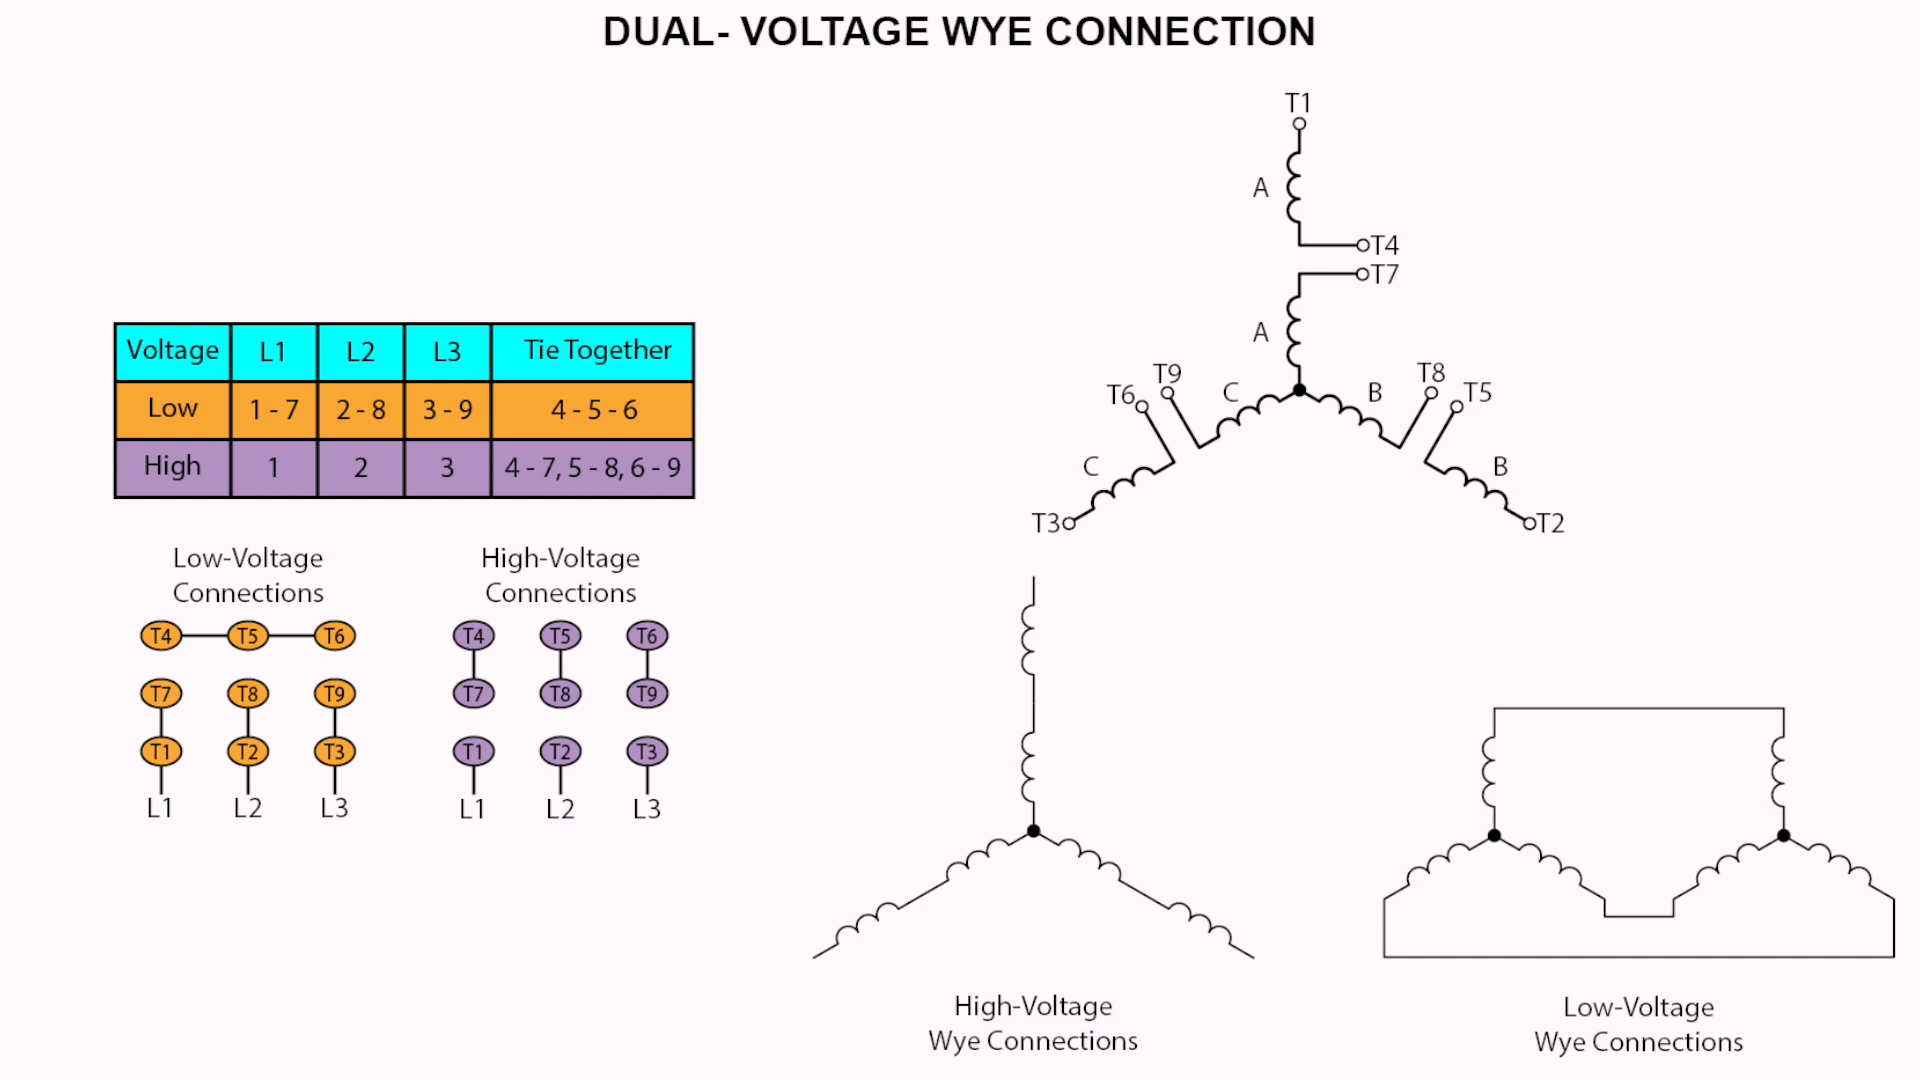 DUAL- VOLTAGE WYE CONNECTION
T1
A
T4
T7
A
T9
T6
C
B
T8
T5
C
B
T3
T2
Voltage L1 L2 L3 Tie Together
Low 1 - 7 2 - 8 3 - 9 4 - 5 - 6
High 1 2 3 4 - 7, 5 - 8, 6 - 9
Low-Voltage
Connections
T4 T5 T6
T7 T8 T9
T1 T2 T3
L1 L2 L3
High-Voltage
Connections
T4 T5 T6
T7 T8 T9
T1 T2 T3
L1 L2 L3
High-Voltage
Wye Connections
Low-Voltage
Wye Connections